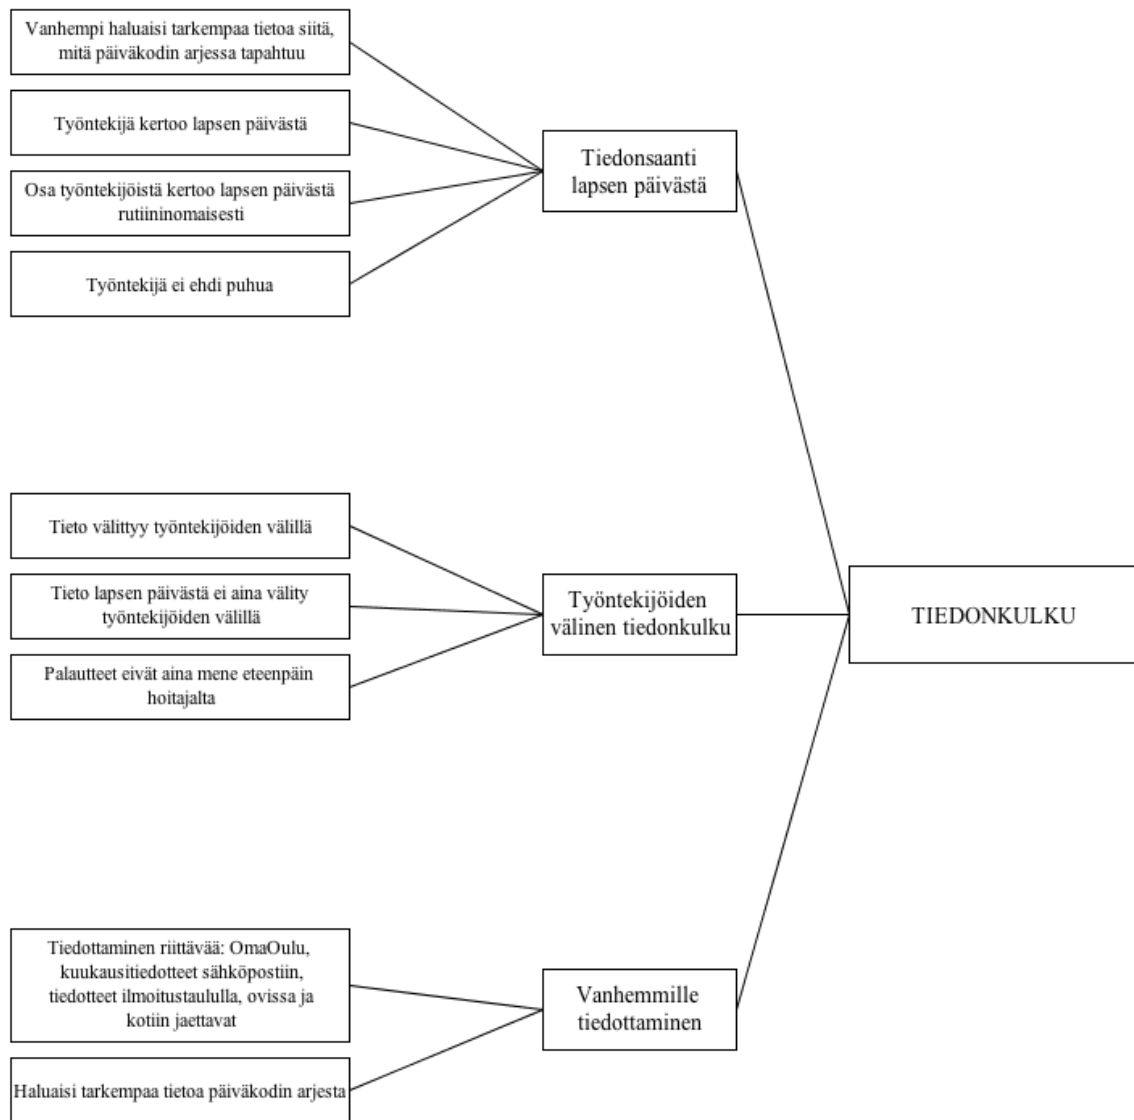 Vanhempi haluaisi tarkempaa tietoa siitä,
mitä päiväkodin arjessa tapahtuu
Työntekijä kertoo lapsen päivästä
Osa työntekijöistä kertoo lapsen päivästä
rutiininomaisesti
Työntekijä ei ehdi puhua
Tiedonsaanti
lapsen päivästä
Tieto välittyy työntekijöiden välillä
Tieto lapsen päivästä ei aina välity
työntekijöiden välillä
Palautteet eivät aina mene eteenpäin
hoitajalta
Työntekijöiden
välinen tiedonkulku
TIEDONKULKU
Tiedottaminen riittävää: OmaOulu,
kuukausitiedotteet sähköpostiin,
tiedotteet ilmoitustaululla, ovissa ja
kotiin jaettavat
Haluaisi tarkempaa tietoa päiväkodin arjesta
Vanhemmille
tiedottaminen